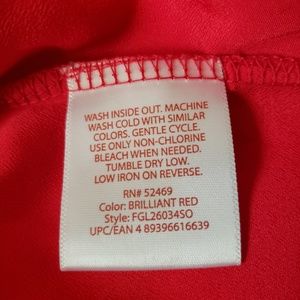 WASH INSIDE OUT. MACHINE
WASH COLD WITH SIMILAR
COLORS. GENTLE CYCLE.
USE ONLY NON-CHLORINE
BLEACH WHEN NEEDED.
TUMBLE DRY LOW.
LOW IRON ON REVERSE.
RN# 52469
Color: BRILLIANT RED
Style: FGL26034SO
UPC/EAN 4 89396616639